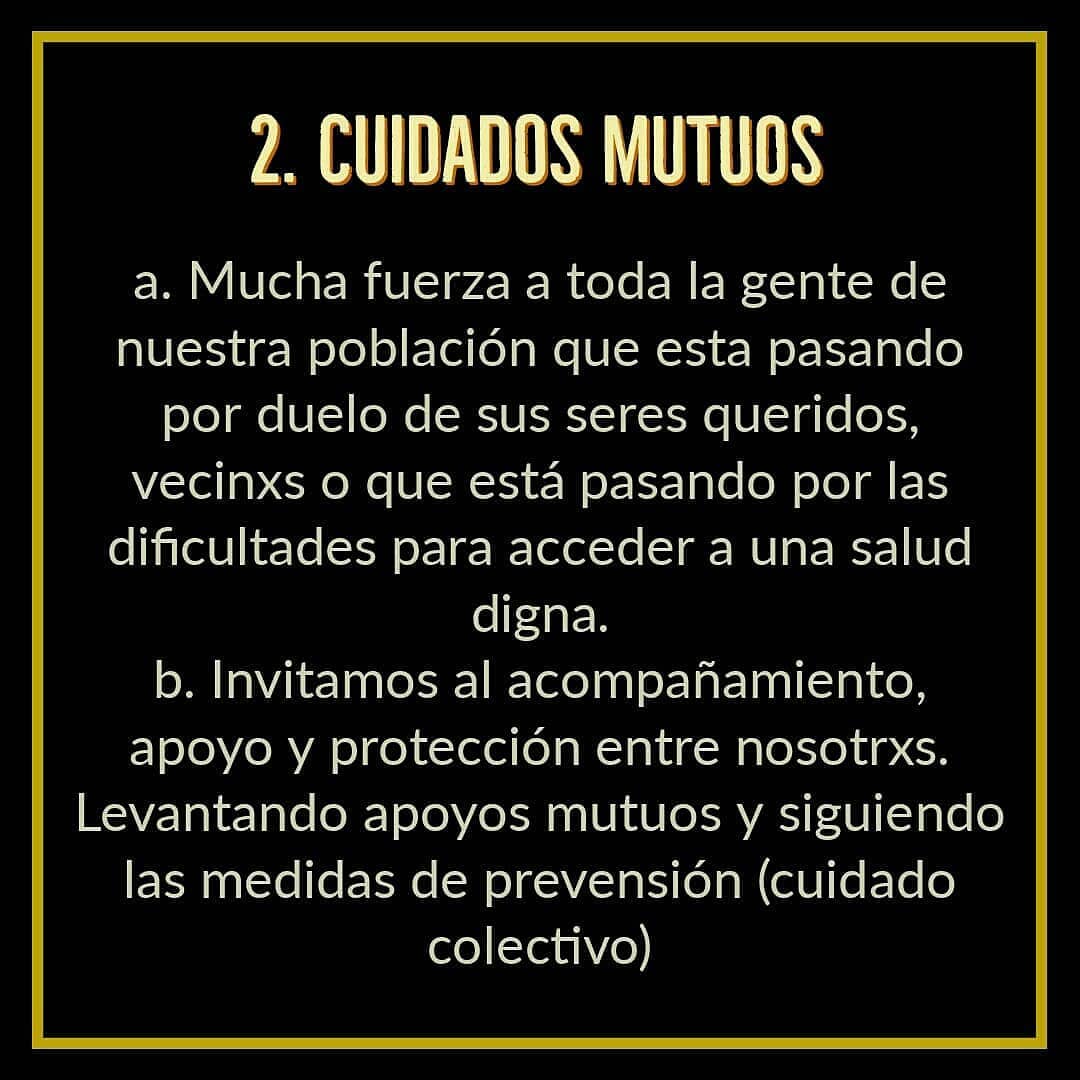 2. CUIDADOS MUTUOS
a. Mucha fuerza a toda la gente de
nuestra población que esta pasando
por duelo de sus seres queridos,
vecinxs o que está pasando por las
dificultades para acceder a una salud
digna.
b. Invitamos al acompañamiento,
apoyo y protección entre nosotrxs.
Levantando apoyos mutuos y siguiendo
las medidas de prevensión (cuidado
colectivo)